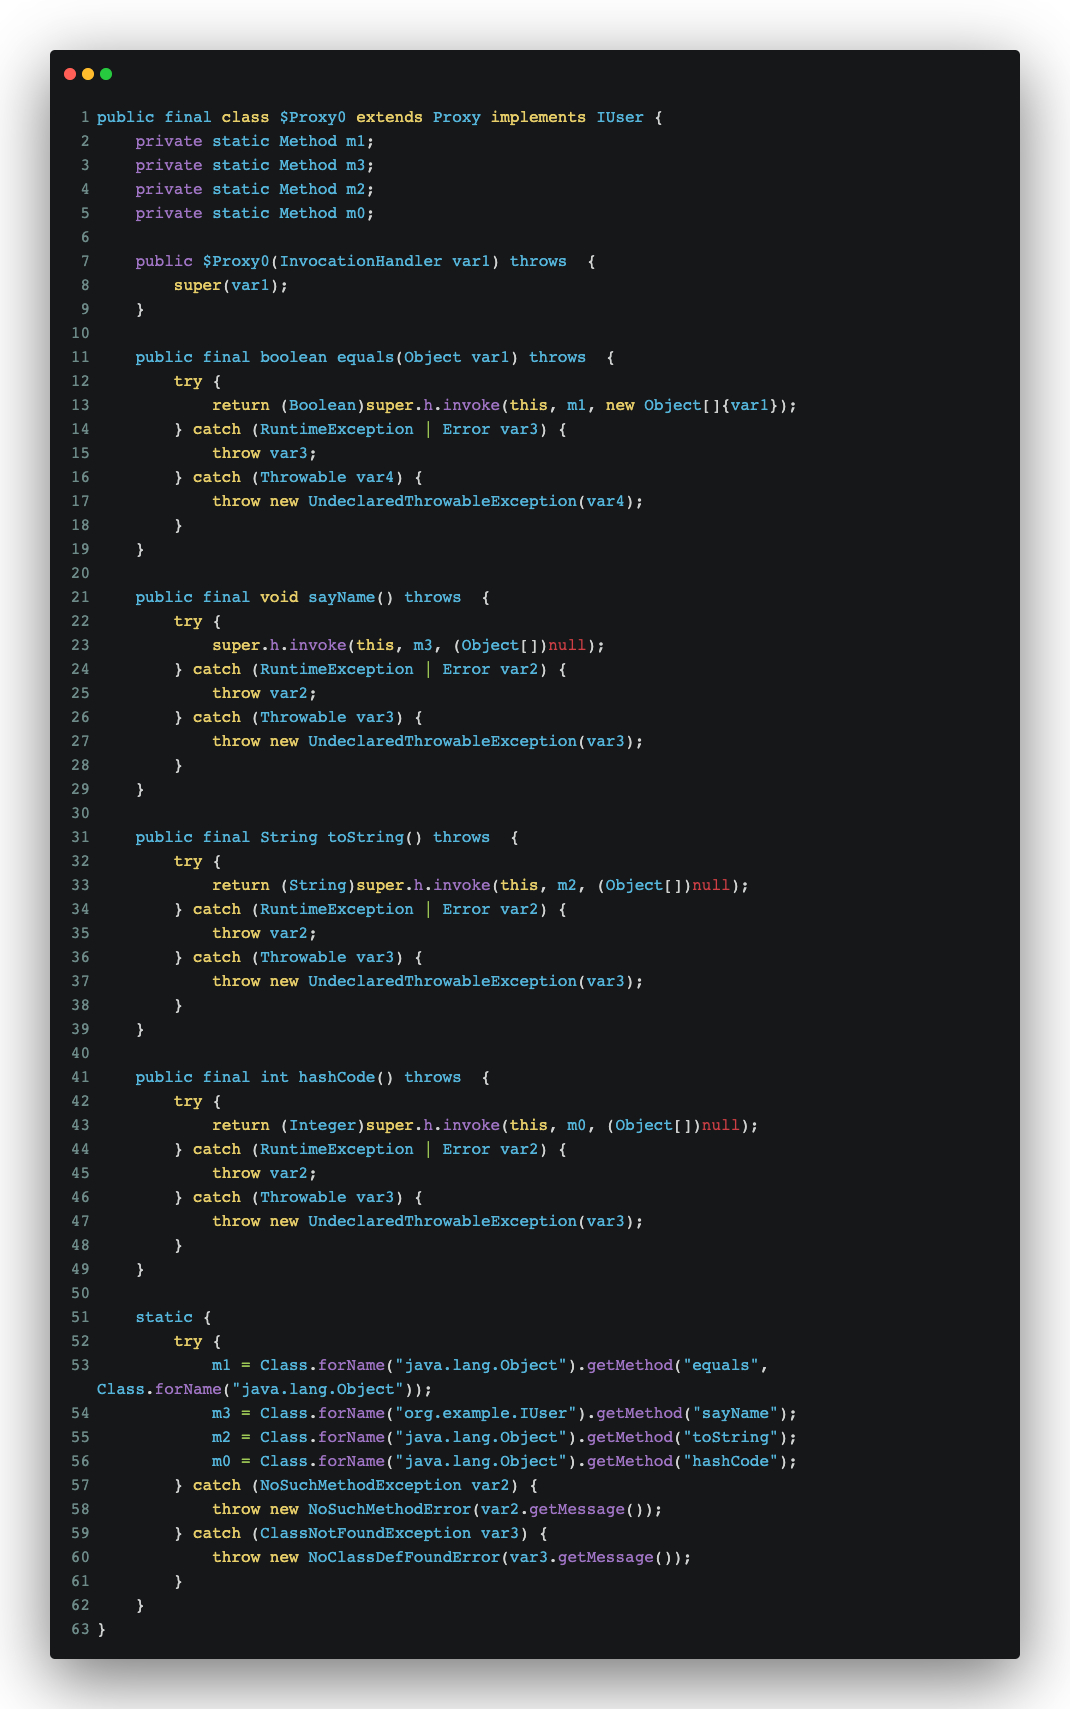 1 public final class $Proxy0 extends Proxy implements IUser {
2     private static Method m1;
3     private static Method m3;
4     private static Method m2;
5     private static Method m0;
6
7     public $Proxy0(InvocationHandler var1) throws  {
8         super(var1);
9     }
10
11     public final boolean equals(Object var1) throws  {
12         try {
13             return (Boolean)super.h.invoke(this, m1, new Object[]{var1});
14         } catch (RuntimeException | Error var3) {
15             throw var3;
16         } catch (Throwable var4) {
17             throw new UndeclaredThrowableException(var4);
18         }
19     }
20
21     public final void sayName() throws  {
22         try {
23             super.h.invoke(this, m3, (Object[])null);
24         } catch (RuntimeException | Error var2) {
25             throw var2;
26         } catch (Throwable var3) {
27             throw new UndeclaredThrowableException(var3);
28         }
29     }
30
31     public final String toString() throws  {
32         try {
33             return (String)super.h.invoke(this, m2, (Object[])null);
34         } catch (RuntimeException | Error var2) {
35             throw var2;
36         } catch (Throwable var3) {
37             throw new UndeclaredThrowableException(var3);
38         }
39     }
40
41     public final int hashCode() throws  {
42         try {
43             return (Integer)super.h.invoke(this, m0, (Object[])null);
44         } catch (RuntimeException | Error var2) {
45             throw var2;
46         } catch (Throwable var3) {
47             throw new UndeclaredThrowableException(var3);
48         }
49     }
50
51     static {
52         try {
53             m1 = Class.forName("java.lang.Object").getMethod("equals",
Class.forName("java.lang.Object"));
54             m3 = Class.forName("org.example.IUser").getMethod("sayName");
55             m2 = Class.forName("java.lang.Object").getMethod("toString");
56             m0 = Class.forName("java.lang.Object").getMethod("hashCode");
57         } catch (NoSuchMethodException var2) {
58             throw new NoSuchMethodError(var2.getMessage());
59         } catch (ClassNotFoundException var3) {
60             throw new NoClassDefFoundError(var3.getMessage());
61         }
62     }
63 }